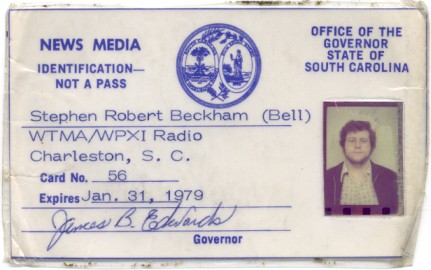 NEWS MEDIA
IDENTIFICATION—
NOT A PASS
OFFICE OF THE
GOVERNOR
STATE OF
SOUTH CAROLINA
Stephen Robert Beckham (Bell)
WTMA/WPXI Radio
Charleston, S. C.
Card No. 56
Expires Jan. 31, 1979
James B. Edwards
Governor